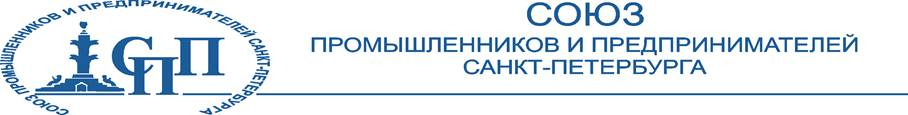 СОЮЗ ПРОМЫШЛЕННИКОВ И ПРЕДПРИНИМАТЕЛЕЙ САНКТ-ПЕТЕРБУРГА
СПП
СОЮЗ
ПРОМЫШЛЕННИКОВ И ПРЕДПРИНИМАТЕЛЕЙ
САНКТ-ПЕТЕРБУРГА